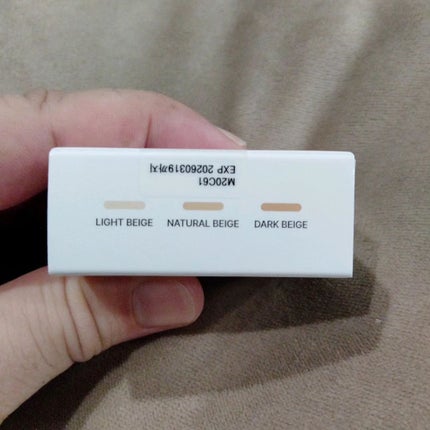 M20C61
EXP 20260319까지
LIGHT BEIGE NATURAL BEIGE DARK BEIGE